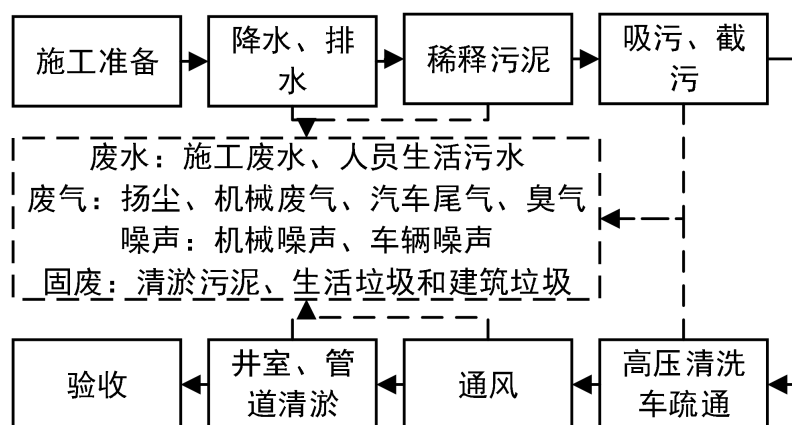 施工准备
降水、排
水
稀释污泥
吸污、截
污
废水：施工废水、人员生活污水
废气：扬尘、机械废气、汽车尾气、臭气
噪声：机械噪声、车辆噪声
固废：清淤污泥、生活垃圾和建筑垃圾
验收
井室、管
道清淤
通风
高压清洗
车疏通